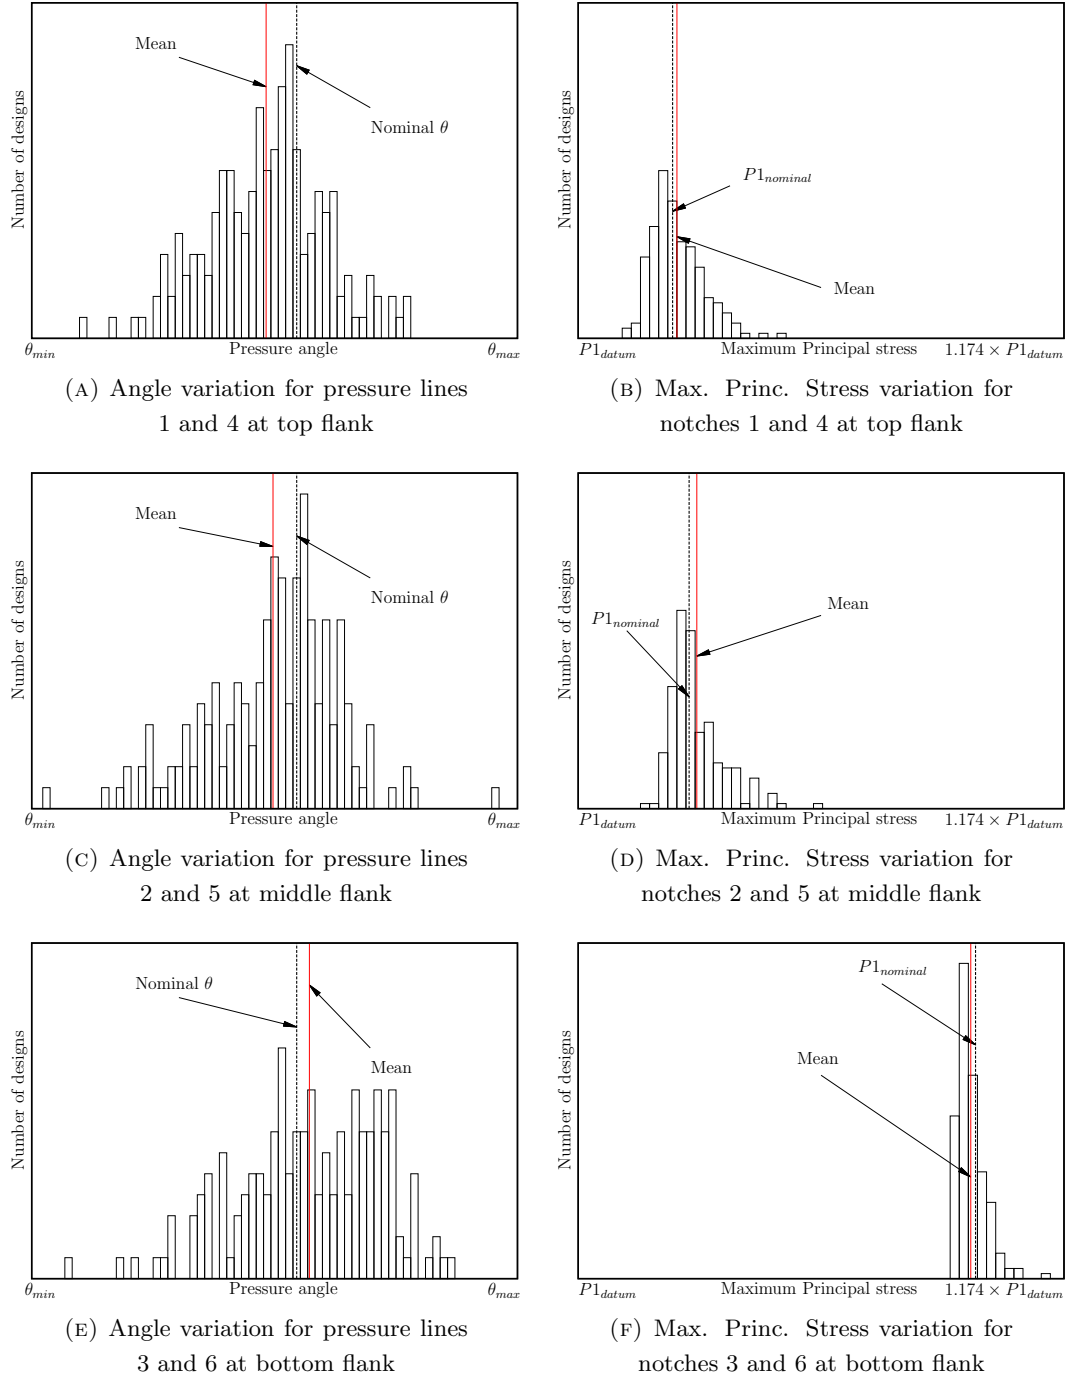 Number of designs
Mean
Nominal θ
θmin
Pressure angle
θmax
(A) Angle variation for pressure lines
1 and 4 at top flank
Number of designs
P1nominal
Mean
P1datum
Maximum Principal stress
1.174 × P1datum
(B) Max. Princ. Stress variation for
notches 1 and 4 at top flank
Number of designs
Mean
Nominal θ
θmin
Pressure angle
θmax
(C) Angle variation for pressure lines
2 and 5 at middle flank
Number of designs
Mean
P1nominal
P1datum
Maximum Principal stress
1.174 × P1datum
(D) Max. Princ. Stress variation for
notches 2 and 5 at middle flank
Number of designs
Nominal θ
Mean
θmin
Pressure angle
θmax
(E) Angle variation for pressure lines
3 and 6 at bottom flank
Number of designs
P1nominal
Mean
P1datum
Maximum Principal stress
1.174 × P1datum
(F) Max. Princ. Stress variation for
notches 3 and 6 at bottom flank